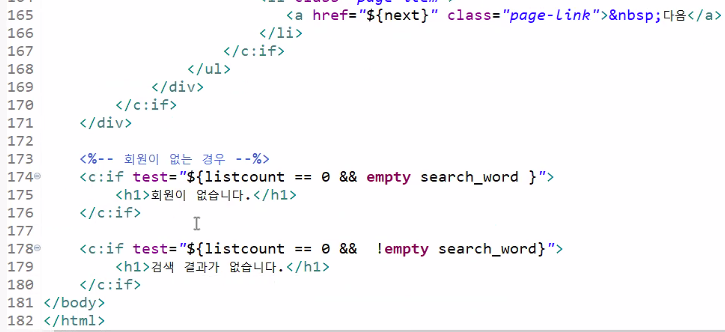 164 <li class="page-item">
165 <a href="${next}" class="page-link">&nbsp;다음</a>
166 </li>
167 </c:if>
168 </ul>
169 </div>
170 </c:if>
171 </div>
172
173 <%-- 회원이 없는 경우 --%>
174 <c:if test="${listcount == 0 && empty search_word }">
175 <h1>회원이 없습니다.</h1>
176 </c:if>
177
178 <c:if test="${listcount == 0 &&  !empty search_word}">
179 <h1>검색 결과가 없습니다.</h1>
180 </c:if>
181 </body>
182 </html>